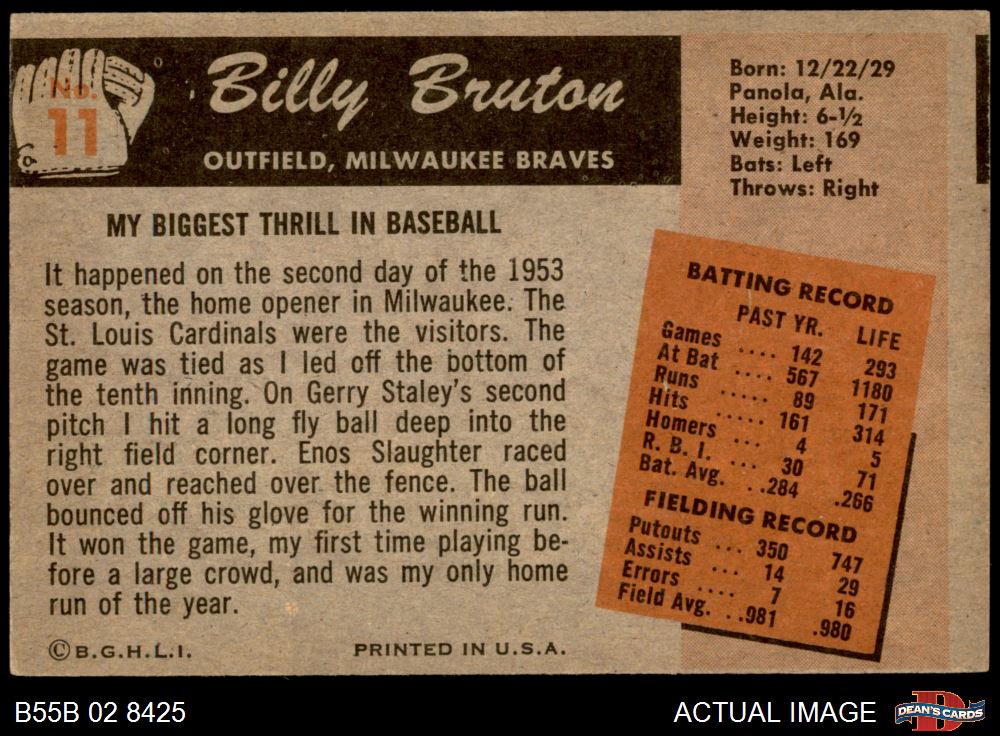 No.
11
Billy Bruton
OUTFIELD, MILWAUKEE BRAVES
Born: 12/22/29
Panola, Ala.
Height: 6-½
Weight: 169
Bats: Left
Throws: Right
MY BIGGEST THRILL IN BASEBALL
It happened on the second day of the 1953
season, the home opener in Milwaukee. The
St. Louis Cardinals were the visitors. The
game was tied as I led off the bottom of
the tenth inning. On Gerry Staley's second
pitch I hit a long fly ball deep into the
right field corner. Enos Slaughter raced
over and reached over the fence. The ball
bounced off his glove for the winning run.
It won the game, my first time playing be-
fore a large crowd, and was my only home
run of the year.
©B.G.H.L.I. PRINTED IN U.S.A.
BATTING RECORD
PAST YR. LIFE
Games .... 142 293
At Bat .... 567 1180
Runs ..... 89 171
Hits ..... 161 314
Homers ... 4 5
R. B. I. ... 30 71
Bat. Avg. ..284 .266
FIELDING RECORD
Putouts ... 350 747
Assists ... 14 29
Errors .... 7 16
Field Avg. ..981 .980
B55B 02 8425
ACTUAL IMAGE
DEAN'S CARDS